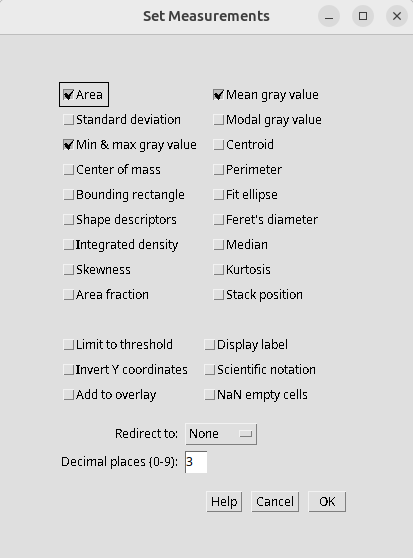 Set Measurements
Area Mean gray value
Standard deviation Modal gray value
Min & max gray value Centroid
Center of mass Perimeter
Bounding rectangle Fit ellipse
Shape descriptors Feret's diameter
Integrated density Median
Skewness Kurtosis
Area fraction Stack position
Limit to threshold Display label
Invert Y coordinates Scientific notation
Add to overlay NaN empty cells
Redirect to: None
Decimal places (0-9): 3
Help Cancel OK